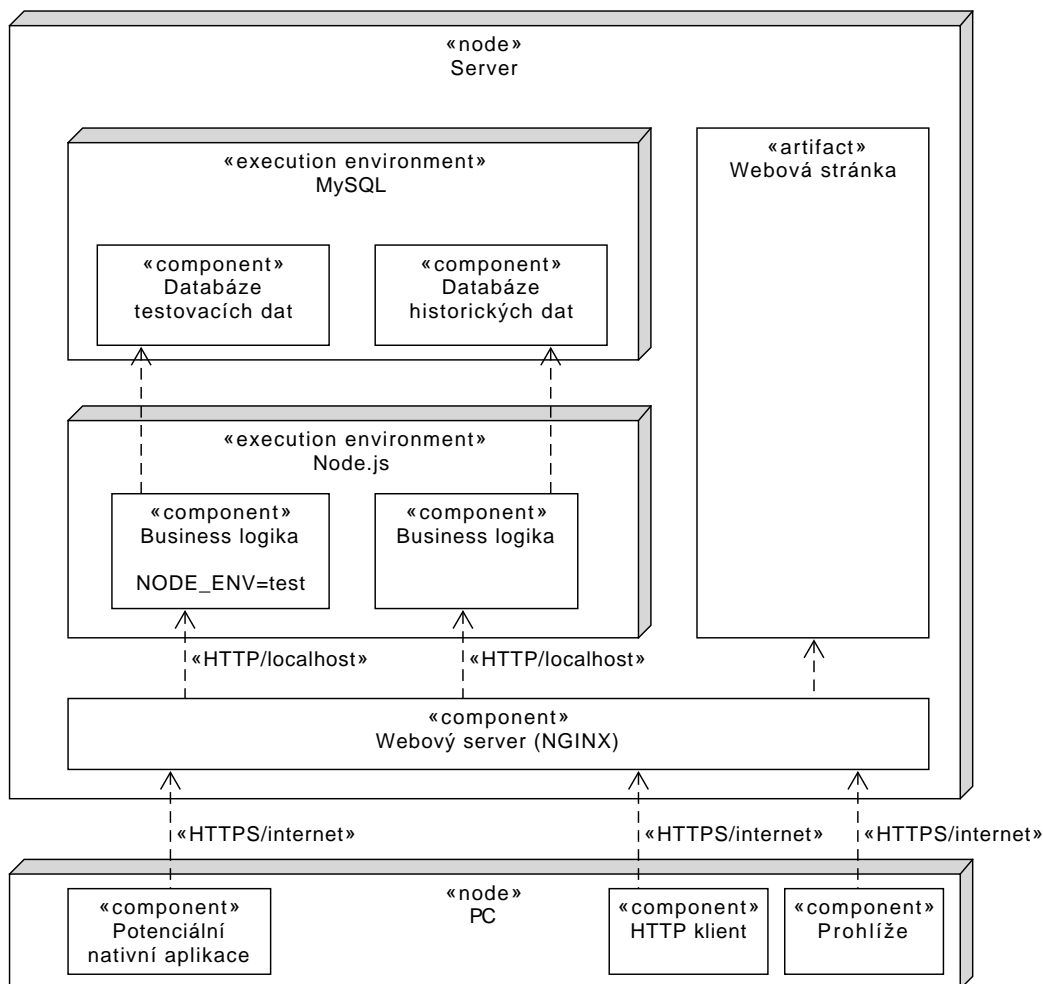 «node»
Server
«execution environment»
MySQL
«artifact»
Webová stránka
«component»
Databáze
testovacích dat
«component»
Databáze
historických dat
«execution environment»
Node.js
«component»
Business logika
NODE_ENV=test
«component»
Business logika
«HTTP/localhost»
«HTTP/localhost»
«component»
Webový server (NGINX)
«HTTPS/internet»
«HTTPS/internet»
«HTTPS/internet»
«node»
PC
«component»
Potenciální
nativní aplikace
«component»
HTTP klient
«component»
Prohlíže